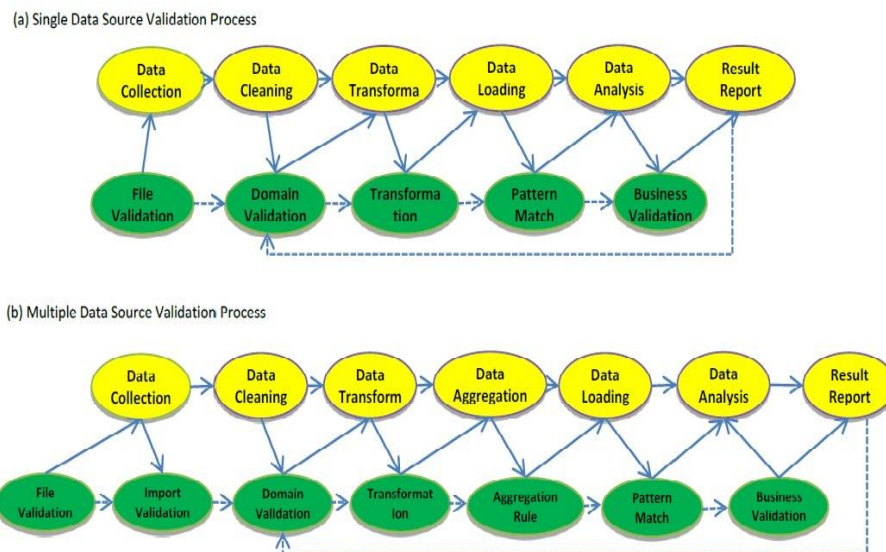 (a) Single Data Source Validation Process
Data
Collection
Data
Cleaning
Data
Transforma
Data
Loading
Data
Analysis
Result
Report
File
Validation
Domain
Validation
Transforma
tion
Pattern
Match
Business
Validation
(b) Multiple Data Source Validation Process
Data
Collection
Data
Cleaning
Data
Transform
Data
Aggregation
Data
Loading
Data
Analysis
Result
Report
File
Validation
Import
Validation
Domain
Validation
Transformat
ion
Aggregation
Rule
Pattern
Match
Business
Validation